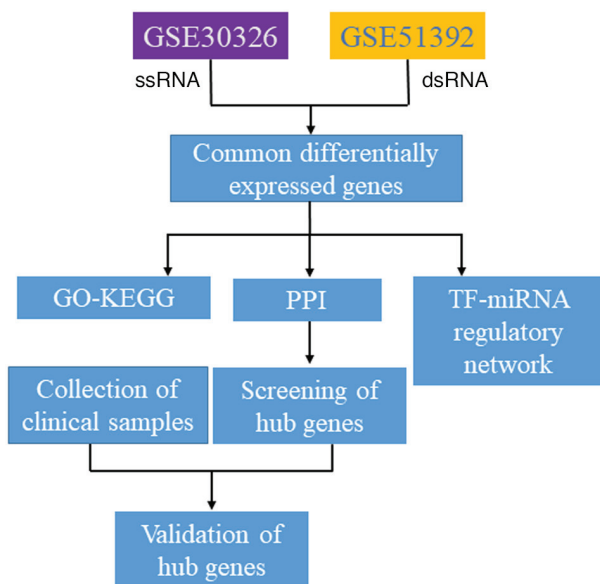 GSE30326
GSE51392
ssRNA
dsRNA
Common differentially
expressed genes
GO-KEGG
PPI
TF-miRNA
regulatory
network
Collection of
clinical samples
Screening of
hub genes
Validation of
hub genes